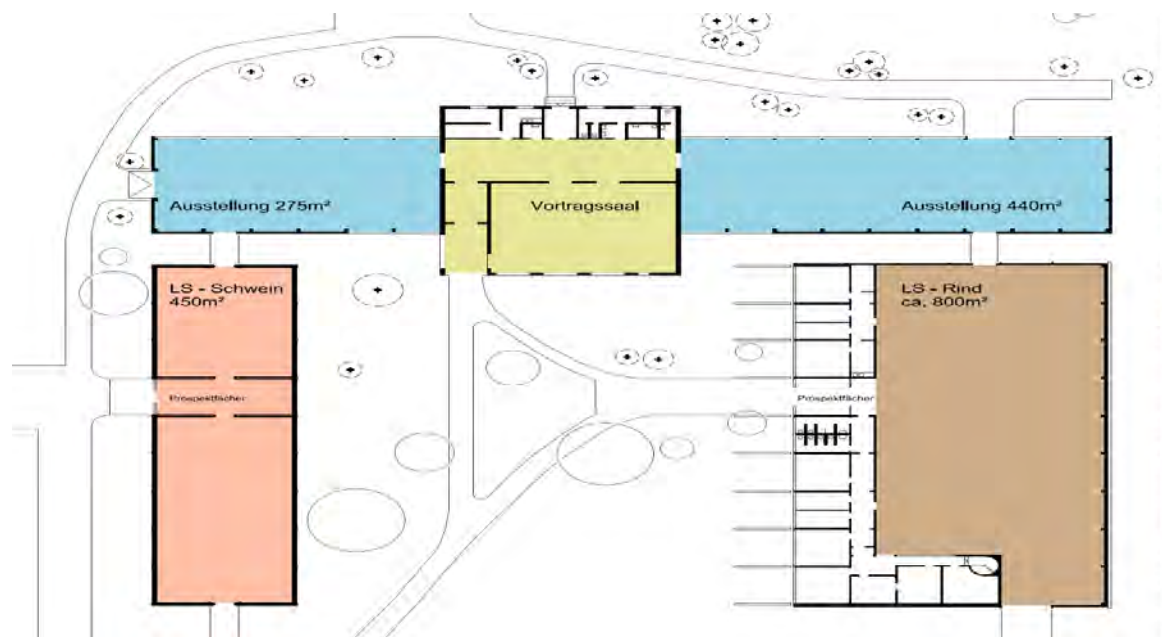 Ausstellung 275m²
Vortragssaal
Ausstellung 440m²
LS - Schwein
450m²
LS - Rind
ca. 800m²
Prospektfächer
Prospektfächer